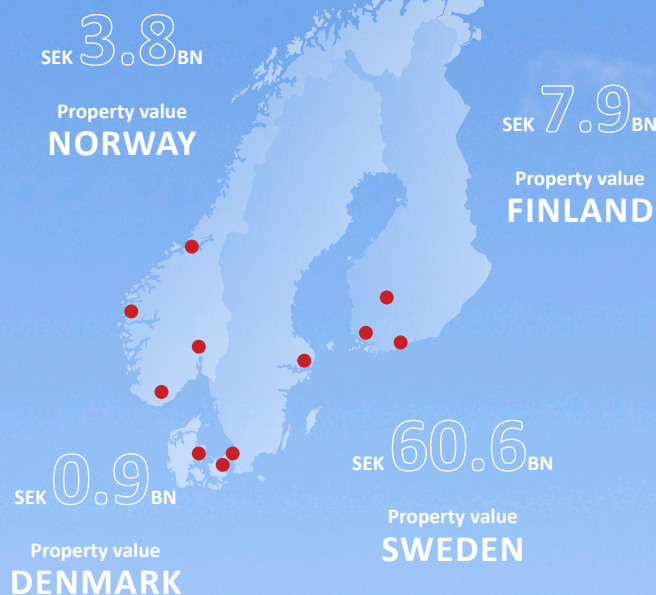 SEK 3.8 BN
Property value
NORWAY
SEK 7.9 BN
Property value
FINLAND
SEK 60.6 BN
Property value
SWEDEN
SEK 0.9 BN
Property value
DENMARK